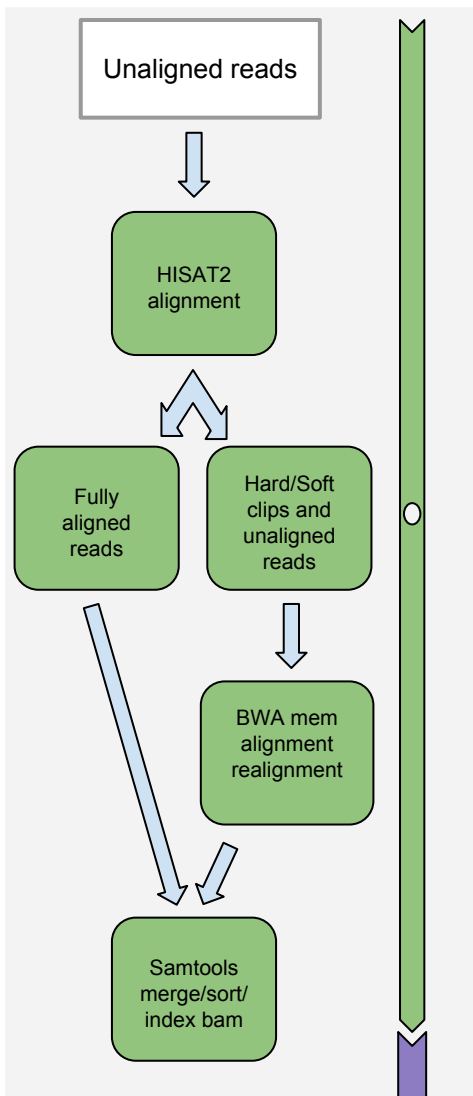 Unaligned reads
HISAT2
alignment
Fully
aligned
reads
Hard/Soft
clips and
unaligned
reads
BWA mem
alignment
realignment
Samtools
merge/sort/
index bam